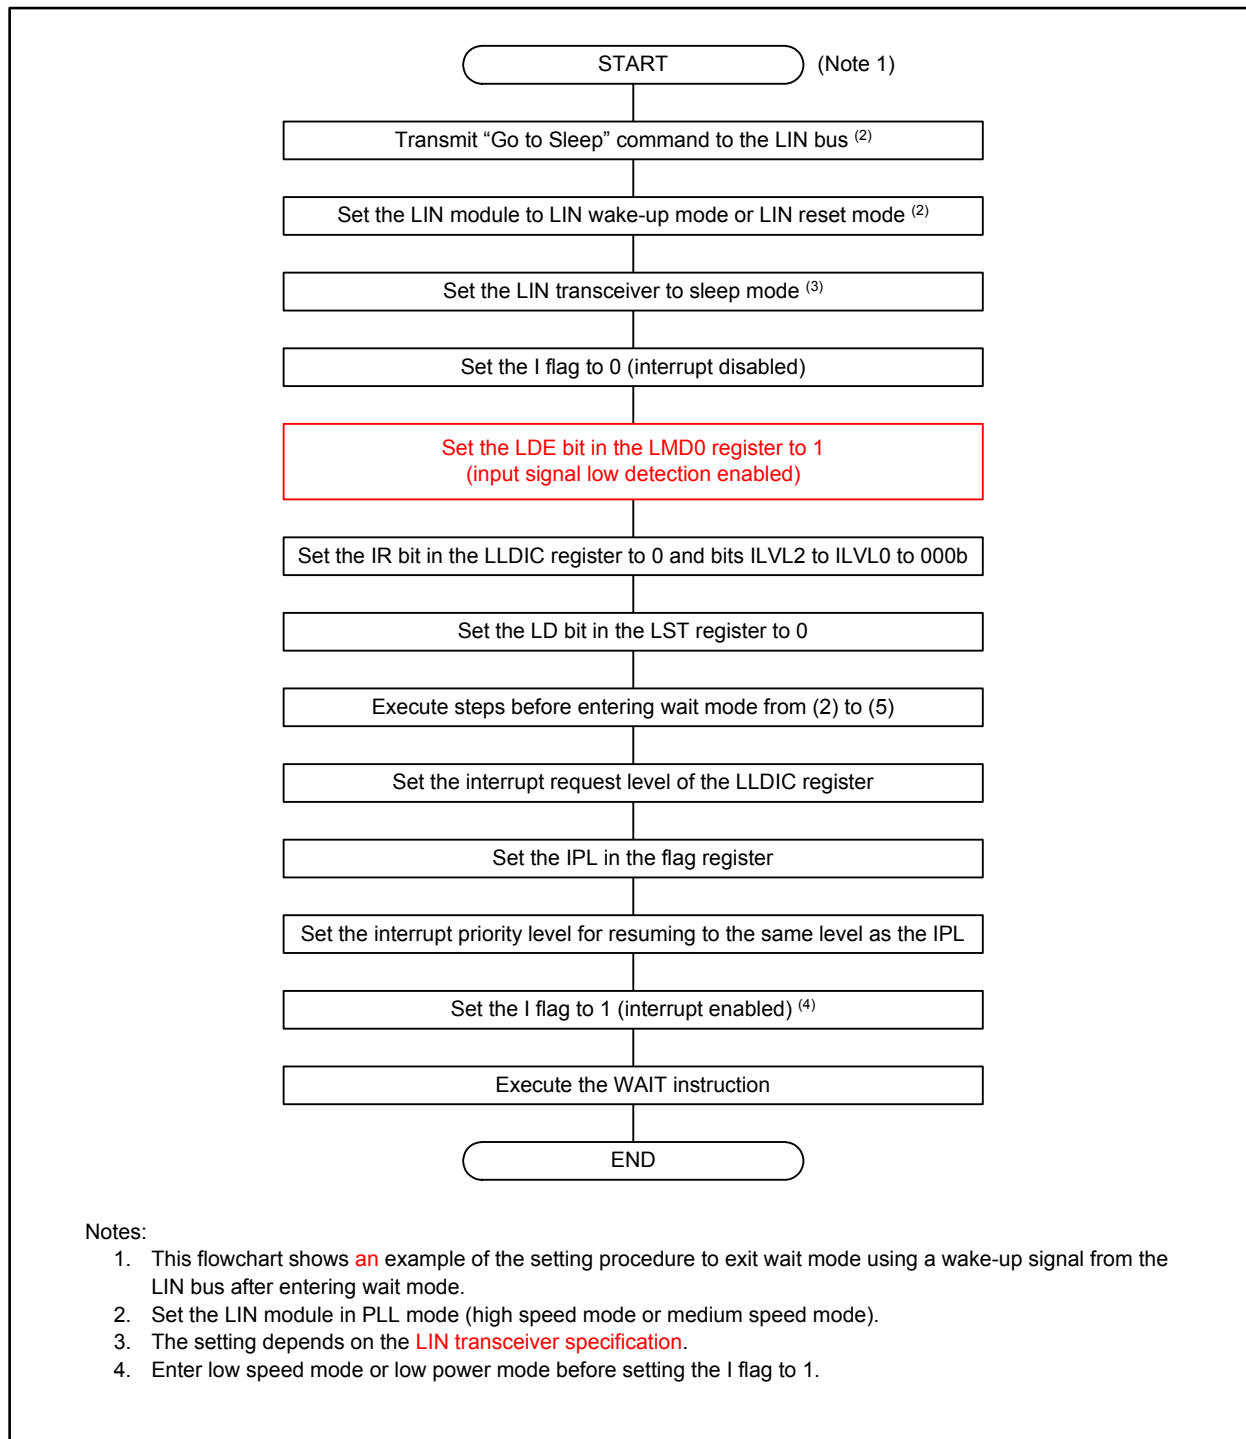 START (Note 1)
Transmit “Go to Sleep” command to the LIN bus (2)
Set the LIN module to LIN wake-up mode or LIN reset mode (2)
Set the LIN transceiver to sleep mode (3)
Set the I flag to 0 (interrupt disabled)
Set the LDE bit in the LMD0 register to 1
(input signal low detection enabled)
Set the IR bit in the LLDIC register to 0 and bits ILVL2 to ILVL0 to 000b
Set the LD bit in the LST register to 0
Execute steps before entering wait mode from (2) to (5)
Set the interrupt request level of the LLDIC register
Set the IPL in the flag register
Set the interrupt priority level for resuming to the same level as the IPL
Set the I flag to 1 (interrupt enabled) (4)
Execute the WAIT instruction
END
Notes:
1. This flowchart shows an example of the setting procedure to exit wait mode using a wake-up signal from the
LIN bus after entering wait mode.
2. Set the LIN module in PLL mode (high speed mode or medium speed mode).
3. The setting depends on the LIN transceiver specification.
4. Enter low speed mode or low power mode before setting the I flag to 1.